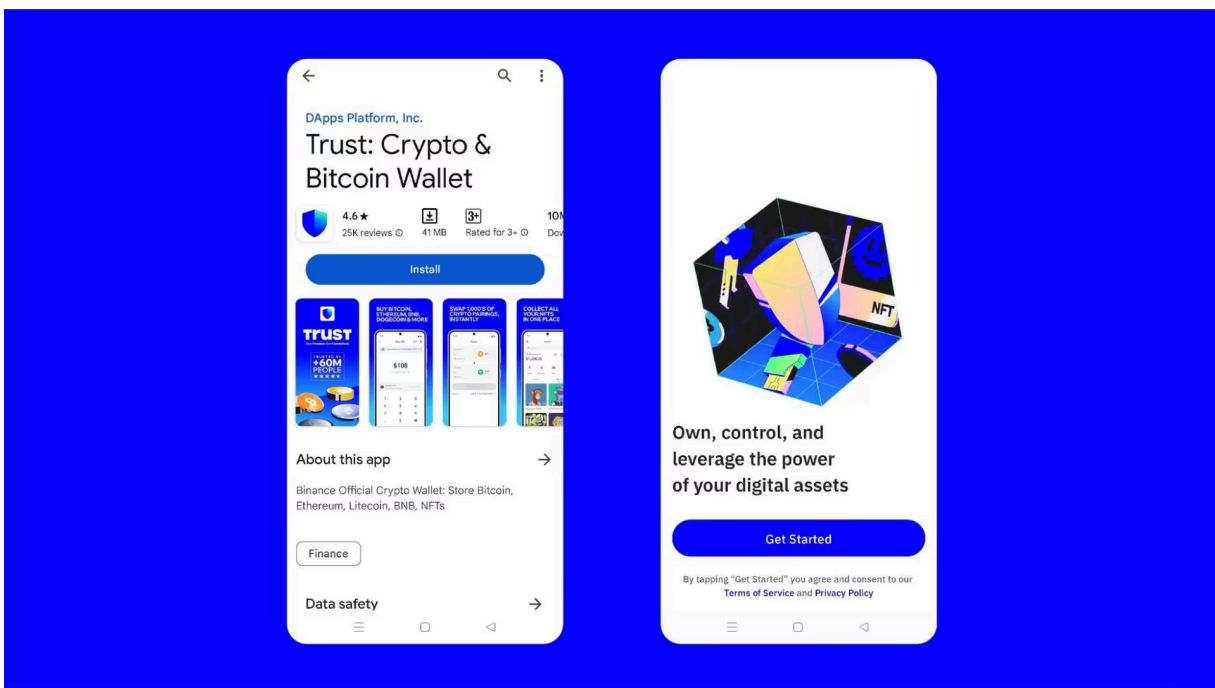 DApps Platform, Inc.
Trust: Crypto &
Bitcoin Wallet
4.6★
25K reviews
41 MB
3+
Rated for 3+
10
Install
TRUST
TRUSTED BY
+60M
PEOPLE
BUY BITCOIN,
ETHEREUM, BNB,
DOGECOIN & MORE
$100
SWAP 1,000'S OF
CRYPTO PAIRINGS,
INSTANTLY
COLLECT ALL
YOUR NFTS
IN ONE PLACE
About this app
Binance Official Crypto Wallet: Store Bitcoin,
Ethereum, Litecoin, BNB, NFTs
Finance
Data safety
NFT
Own, control, and
leverage the power
of your digital assets
Get Started
By tapping “Get Started” you agree and consent to our
Terms of Service and Privacy Policy